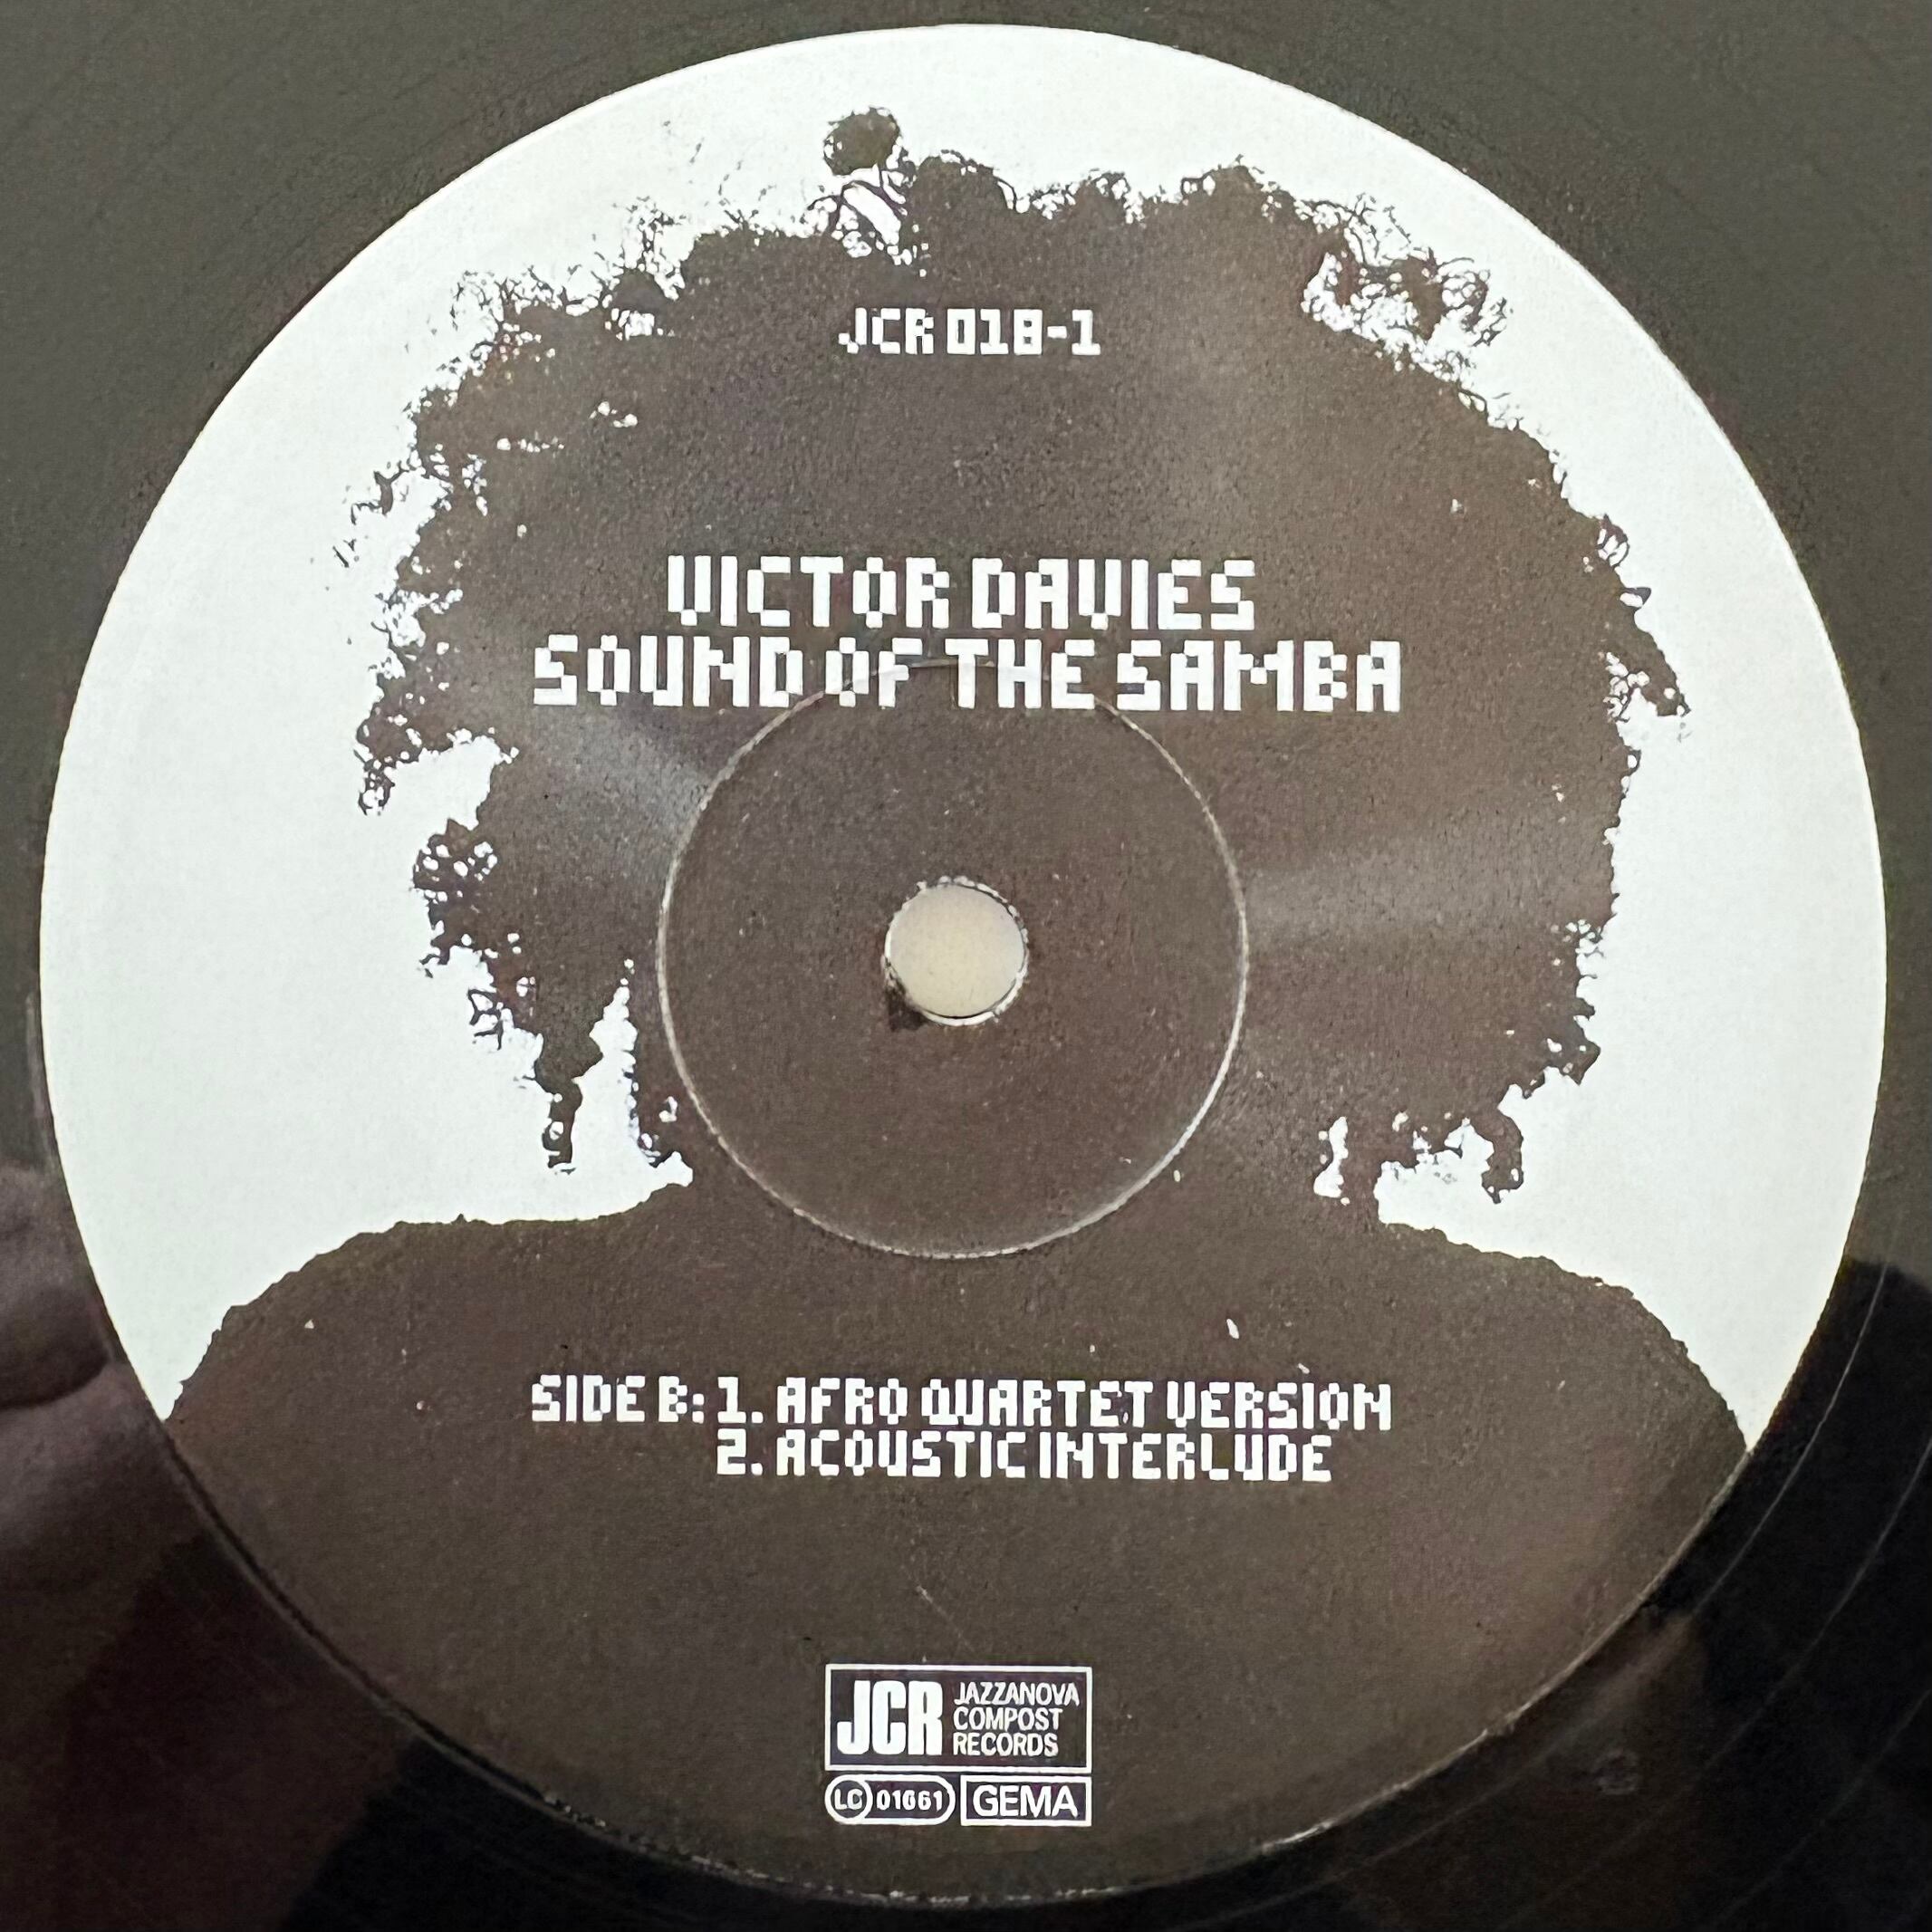 JCR 018-1
VICTOR DAVIES
SOUND OF THE SAMBA
SIDE B: 1. AFRO QUARTET VERSION
2. ACOUSTIC INTERLUDE
JCR JAZZANOVA
COMPOST
RECORDS
LC 01661 GEMA